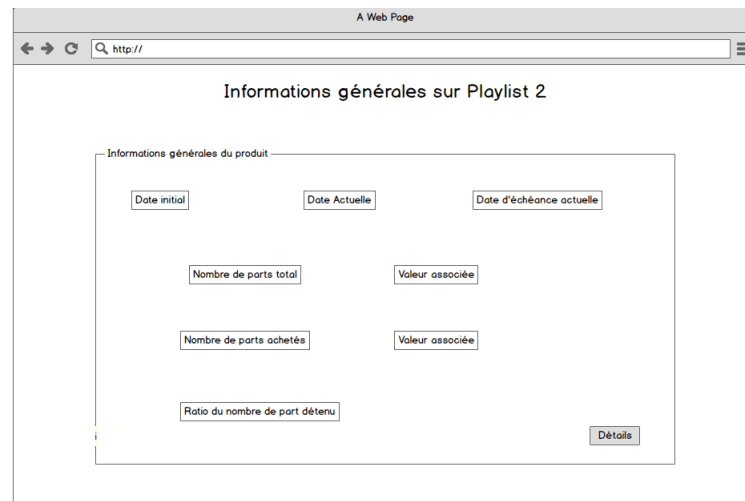 A Web Page
http://
Informations générales sur Playlist 2
Informations générales du produit
Date initial Date Actuelle Date d'échéance actuelle
Nombre de parts total Valeur associée
Nombre de parts achetés Valeur associée
Ratio du nombre de part détenu
Détails